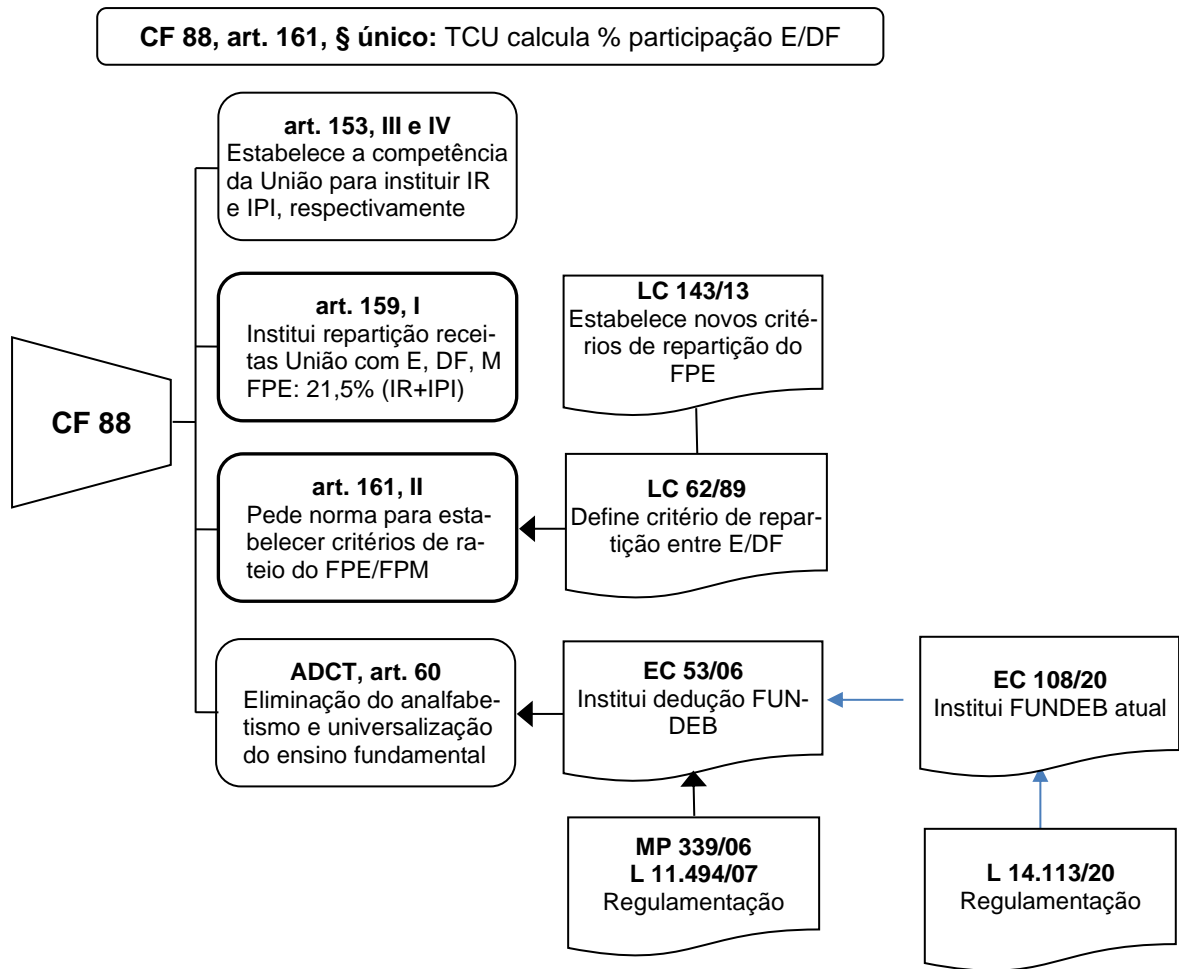 CF 88, art. 161, § único: TCU calcula % participação E/DF
art. 153, III e IV
Estabelece a competência
da União para instituir IR
e IPI, respectivamente
art. 159, I
Institui repartição recei-
tas União com E, DF, M
FPE: 21,5% (IR+IPI)
LC 143/13
Estabelece novos crité-
rios de repartição do
FPE
CF 88
art. 161, II
Pede norma para esta-
belecer critérios de ra-
teio do FPE/FPM
LC 62/89
Define critério de repar-
tição entre E/DF
ADCT, art. 60
Eliminação do analfabe-
tismo e universalização
do ensino fundamental
EC 53/06
Institui dedução FUN-
DEB
EC 108/20
Institui FUNDEB atual
MP 339/06
L 11.494/07
Regulamentação
L 14.113/20
Regulamentação